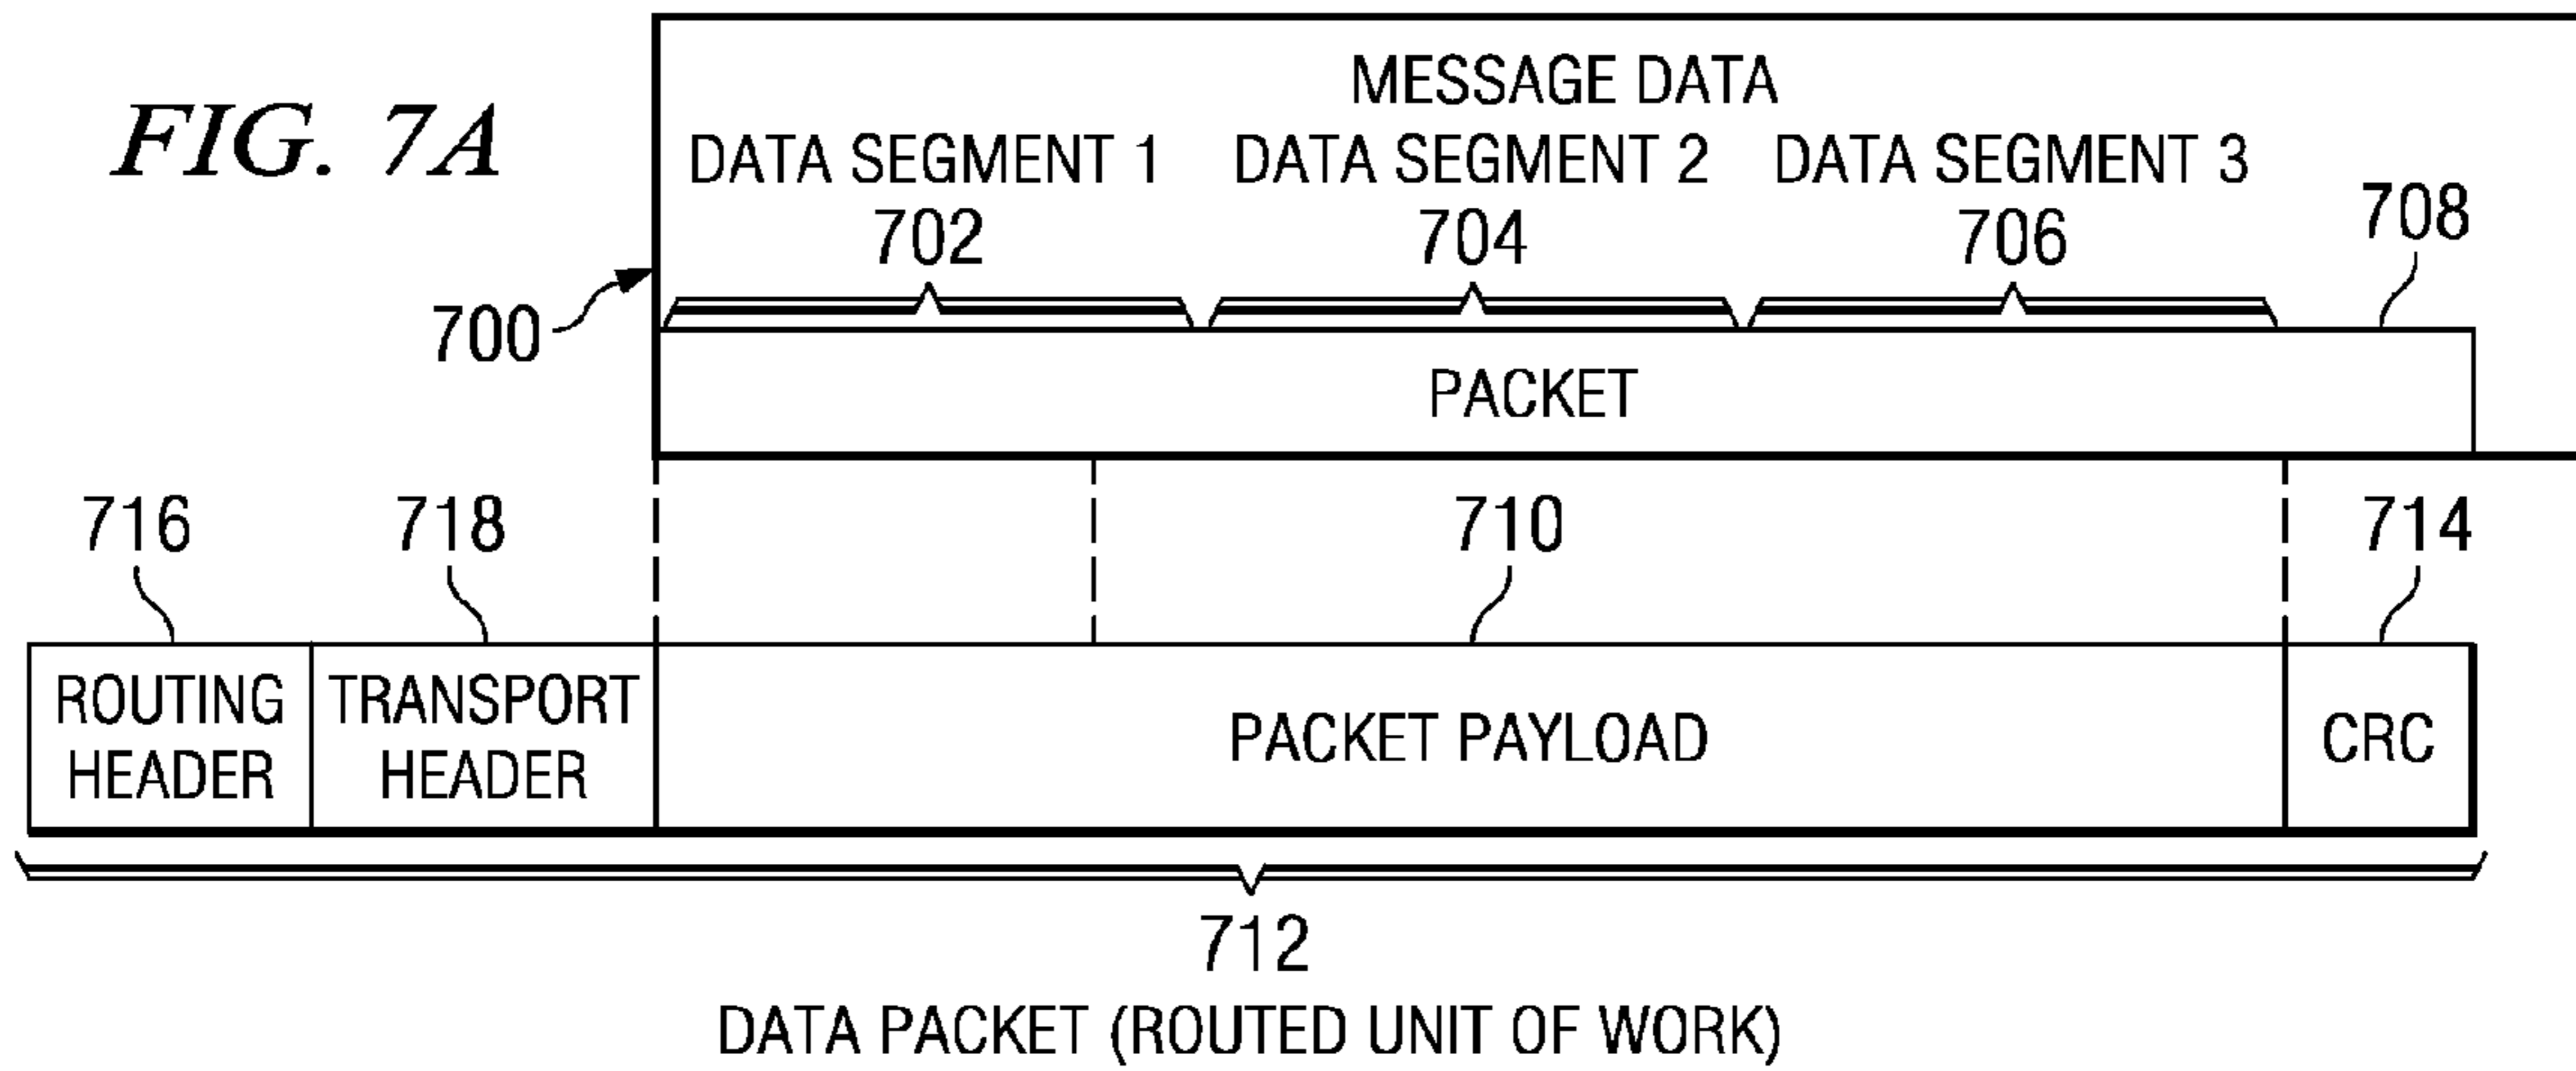 FIG. 7A
MESSAGE DATA
DATA SEGMENT 1 DATA SEGMENT 2 DATA SEGMENT 3
702 704 706 708
700
PACKET
716 718 710 714
ROUTING HEADER
TRANSPORT HEADER
PACKET PAYLOAD
CRC
712
DATA PACKET (ROUTED UNIT OF WORK)